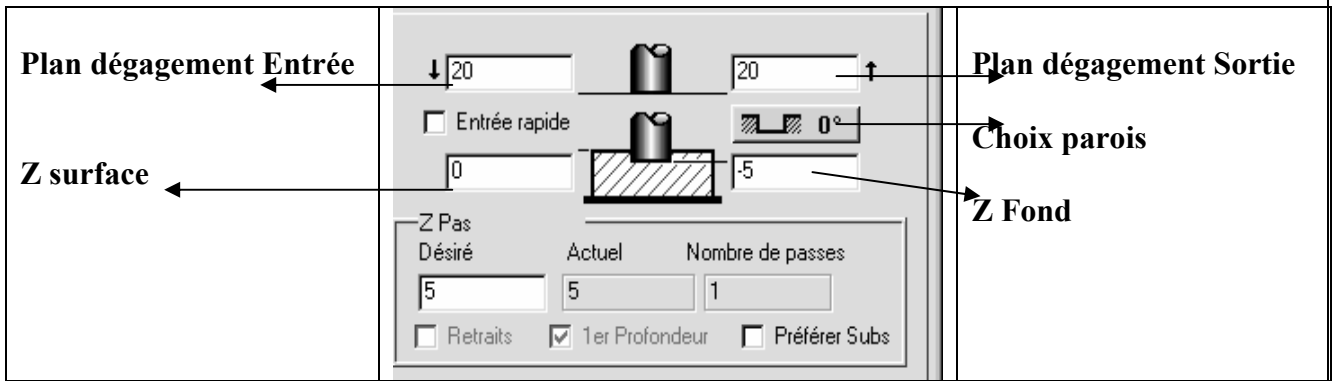 Plan dégagement Entrée
Z surface
20
20
Entrée rapide
0°
0
-5
Z Pas
Désiré
Actuel
Nombre de passes
5
5
1
Retraits
1er Profondeur
Préférer Subs
Plan dégagement Sortie
Choix parois
Z Fond